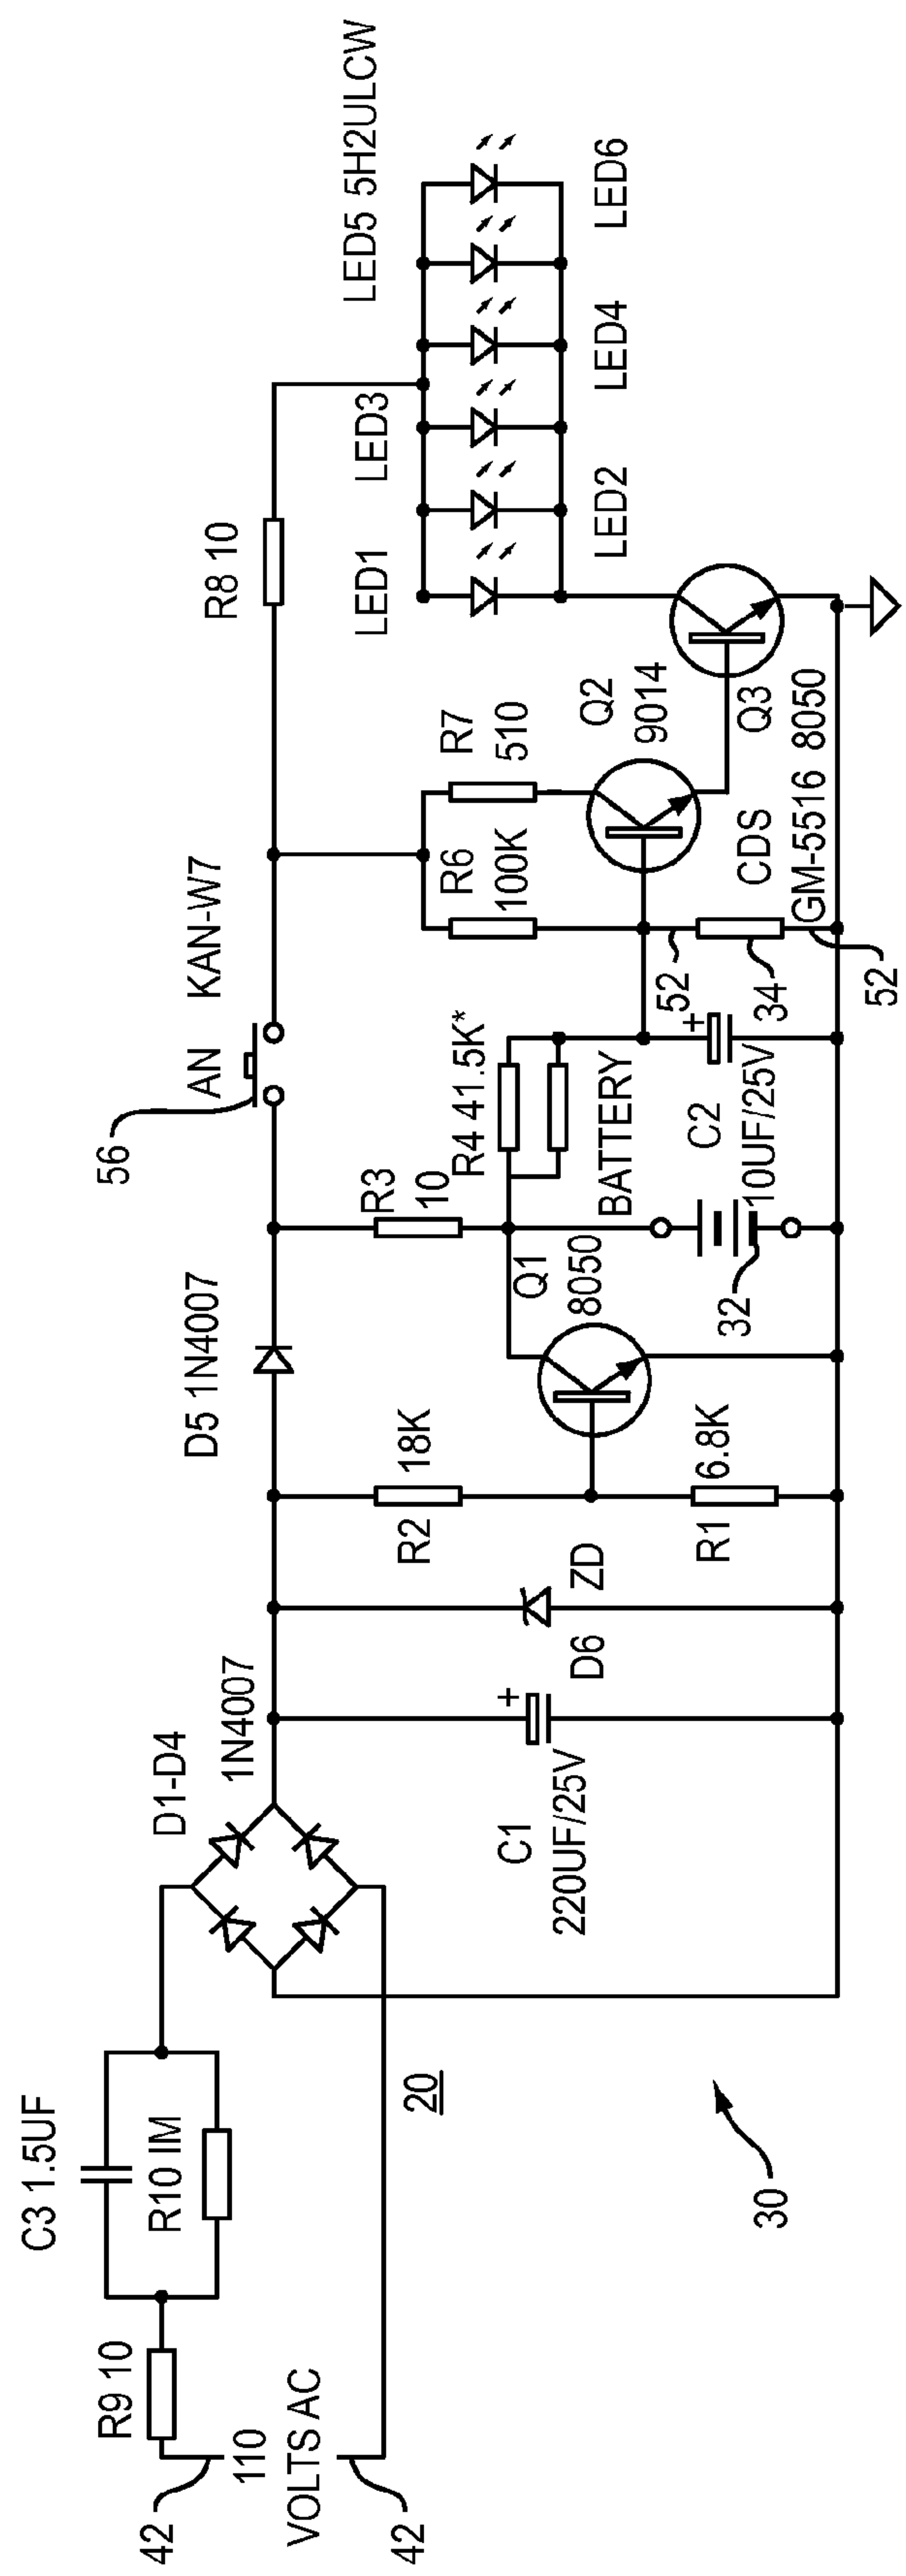 C3 1.5UF
R10 IM
R9 10
42
110
VOLTS AC
42
20
30
D1-D4
1N4007
C1
220UF/25V
+
D6
ZD
R2
18K
R1
6.8K
D5 1N4007
Q1
8050
R3
10
56
AN
KAN-W7
R4 41.5K*
BATTERY
32
C2
10UF/25V
+
R6
100K
R7
510
52
34
52
CDS
GM-5516
Q2
9014
Q3
8050
R8 10
LED1
LED3
LED5 5H2ULCW
LED2
LED4
LED6